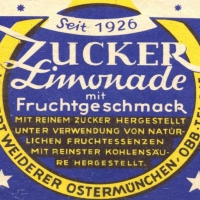 Seit 1926
ZUCKER
Limonade
mit
Fruchtgeschmack
MIT REINEM ZUCKER HERGESTELLT
UNTER VERWENDUNG VON NATÜR-
LICHEN FRUCHTESSENZEN
MIT REINSTER KOHLENSÄU-
RE HERGESTELLT.
WEIDERER OSTERMÜNCHEN, OBB.